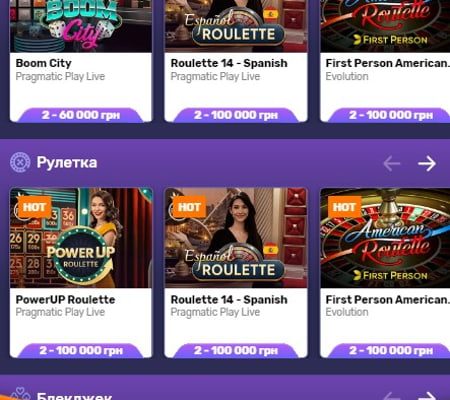 BOOM
City
Español
ROULETTE
Roulette
FIRST PERSON
Boom City
Roulette 14 - Spanish
First Person American.
Pragmatic Play Live
Pragmatic Play Live
Evolution
2 - 60 000 грн
2 - 100 000 грн
2 - 100 000 грн
Рулетка
HOT
HOT
HOT
POWER UP
ROULETTE
Español
ROULETTE
American
Roulette
FIRST PERSON
PowerUP Roulette
Roulette 14 - Spanish
First Person American.
Pragmatic Play Live
Pragmatic Play Live
Evolution
2 - 100 000 грн
2 - 100 000 грн
2 - 100 000 грн
Блекджек